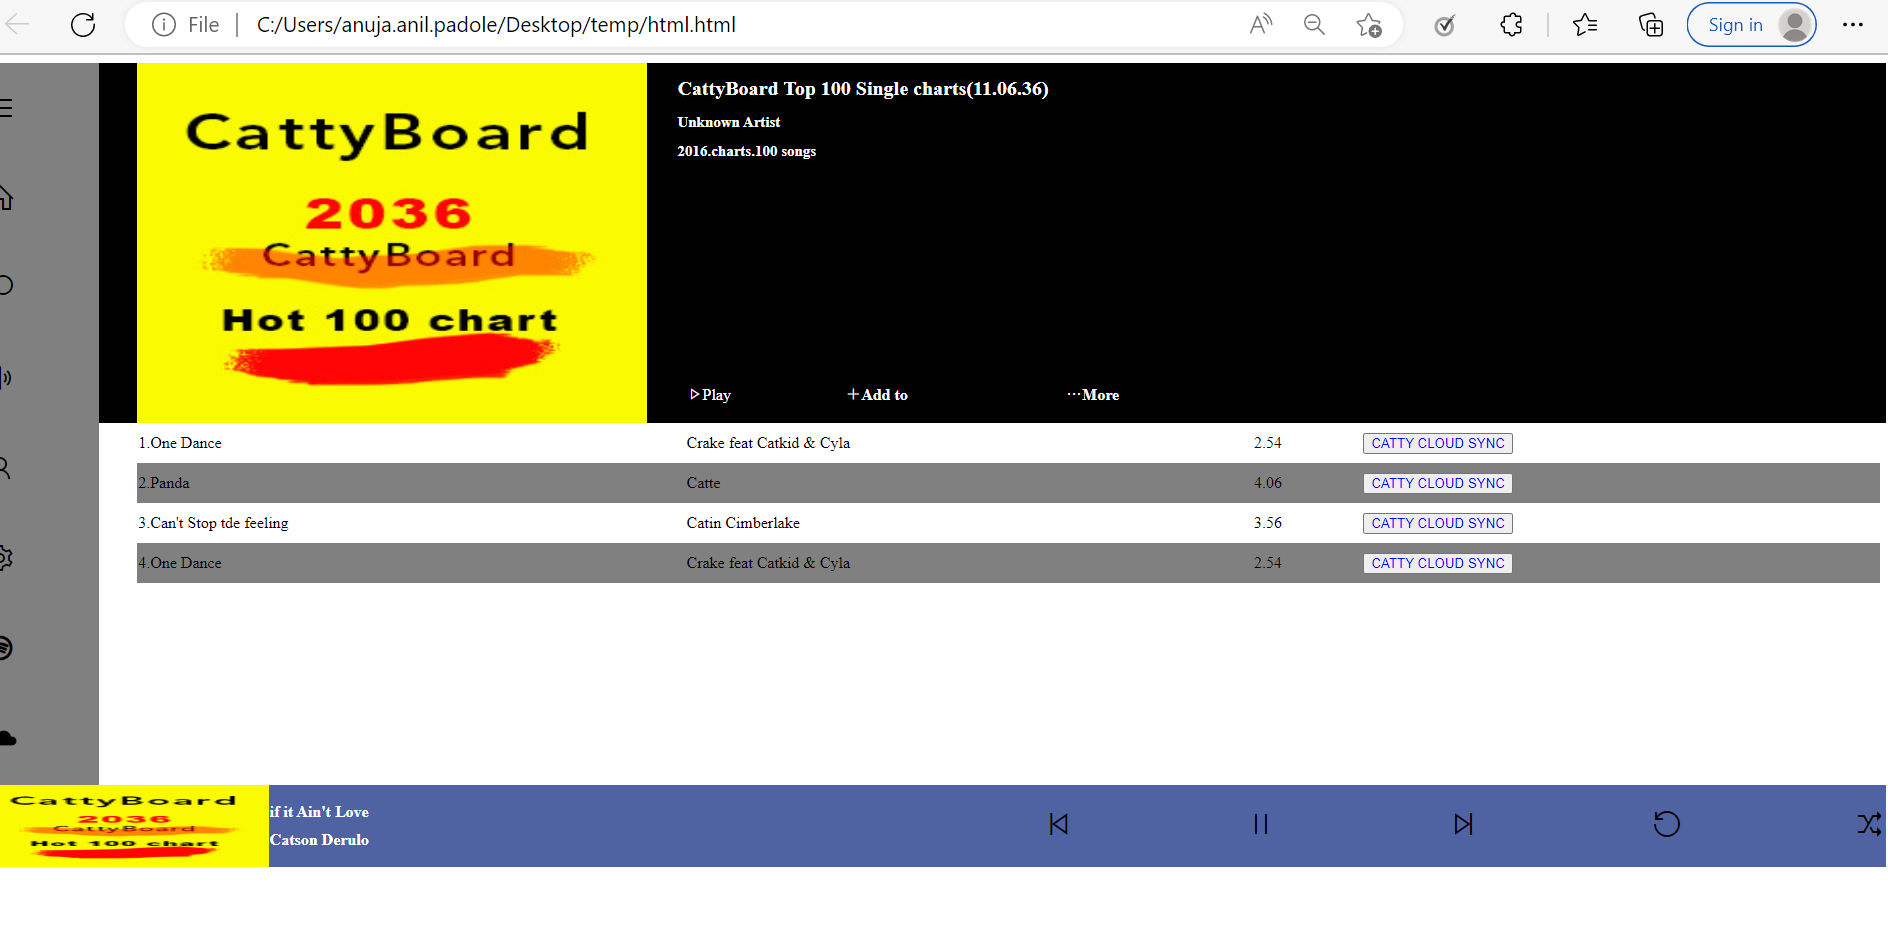 File C:/Users/anuja.anil.padole/Desktop/temp/html.html Sign in
CattyBoard
2036
CattyBoard
Hot 100 chart
CattyBoard Top 100 Single charts(11.06.36)
Unknown Artist
2016.charts.100 songs
Play +Add to ···More
1.One Dance Crake feat Catkid & Cyla 2.54 CATTY CLOUD SYNC
2.Panda Catte 4.06 CATTY CLOUD SYNC
3.Can't Stop tde feeling Catin Cimberlake 3.56 CATTY CLOUD SYNC
4.One Dance Crake feat Catkid & Cyla 2.54 CATTY CLOUD SYNC
CattyBoard
2036
CattyBoard
Hot 100 chart
if it Ain't Love
Catson Derulo